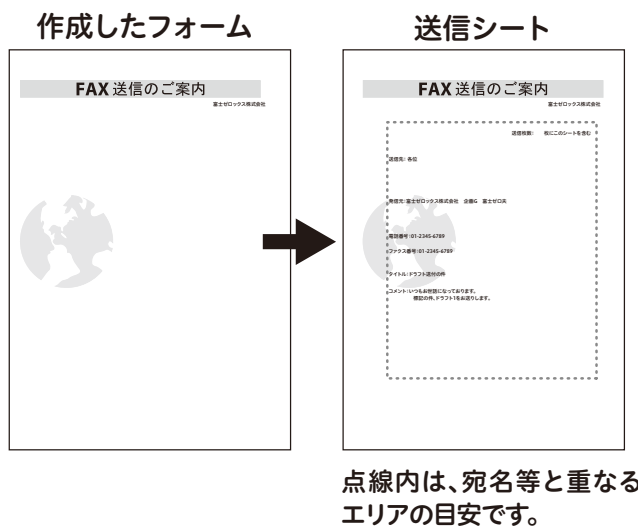 作成したフォーム
FAX 送信のご案内
富士ゼロックス株式会社
送信シート
FAX 送信のご案内
富士ゼロックス株式会社
送信枚数: 枚にこのシートを含む
送信先: 各位
発信元:富士ゼロックス株式会社 企画G 富士ゼロ夫
電話番号:01-2345-6789
ファクス番号:01-2345-6789
タイトル:ドラフト送付の件
コメント:いつもお世話になっております。
標記の件、ドラフト1をお送りします。
点線内は、宛名等と重なる
エリアの目安です。